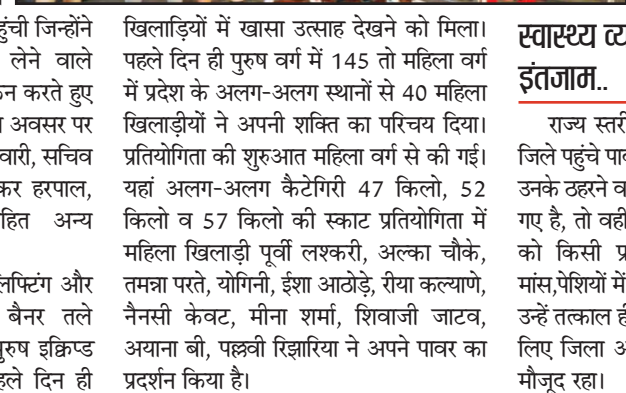 हुंची जिन्होंने
लेने वाले
करते हुए
अवसर पर
सचिव
हरपाल,
अन्य
और
बैनर तले
इक्विप्ड
दिन ही
खिलाड़ियों में खासा उत्साह देखने को मिला।
पहले दिन ही पुरुष वर्ग में 145 तो महिला वर्ग
में प्रदेश के अलग-अलग स्थानों से 40 महिला
खिलाड़ीयों ने अपनी शक्ति का परिचय दिया।
प्रतियोगिता की शुरुआत महिला वर्ग से की गई।
यहां अलग-अलग कैटेगिरी 47 किलो, 52
किलो व 57 किलो की स्काट प्रतियोगिता में
महिला खिलाड़ी पूर्वी लश्करी, अल्का चौके,
तमन्ना परते, योगिनी, ईशा आठोड़े, रीया कल्याणे,
नैनसी केवट, मीना शर्मा, शिवाजी जाटव,
अयाना बी, पल्लवी रिझारिया ने अपने पावर का
प्रदर्शन किया है।
स्वास्थ्य
इंतजाम..
राज्य
जिले पहुंचे
उनके ठहरने
गए है, तो वही
को किसी
मांस,पेशियों में
उन्हें तत्काल
लिए जिला
मौजूद रहा।